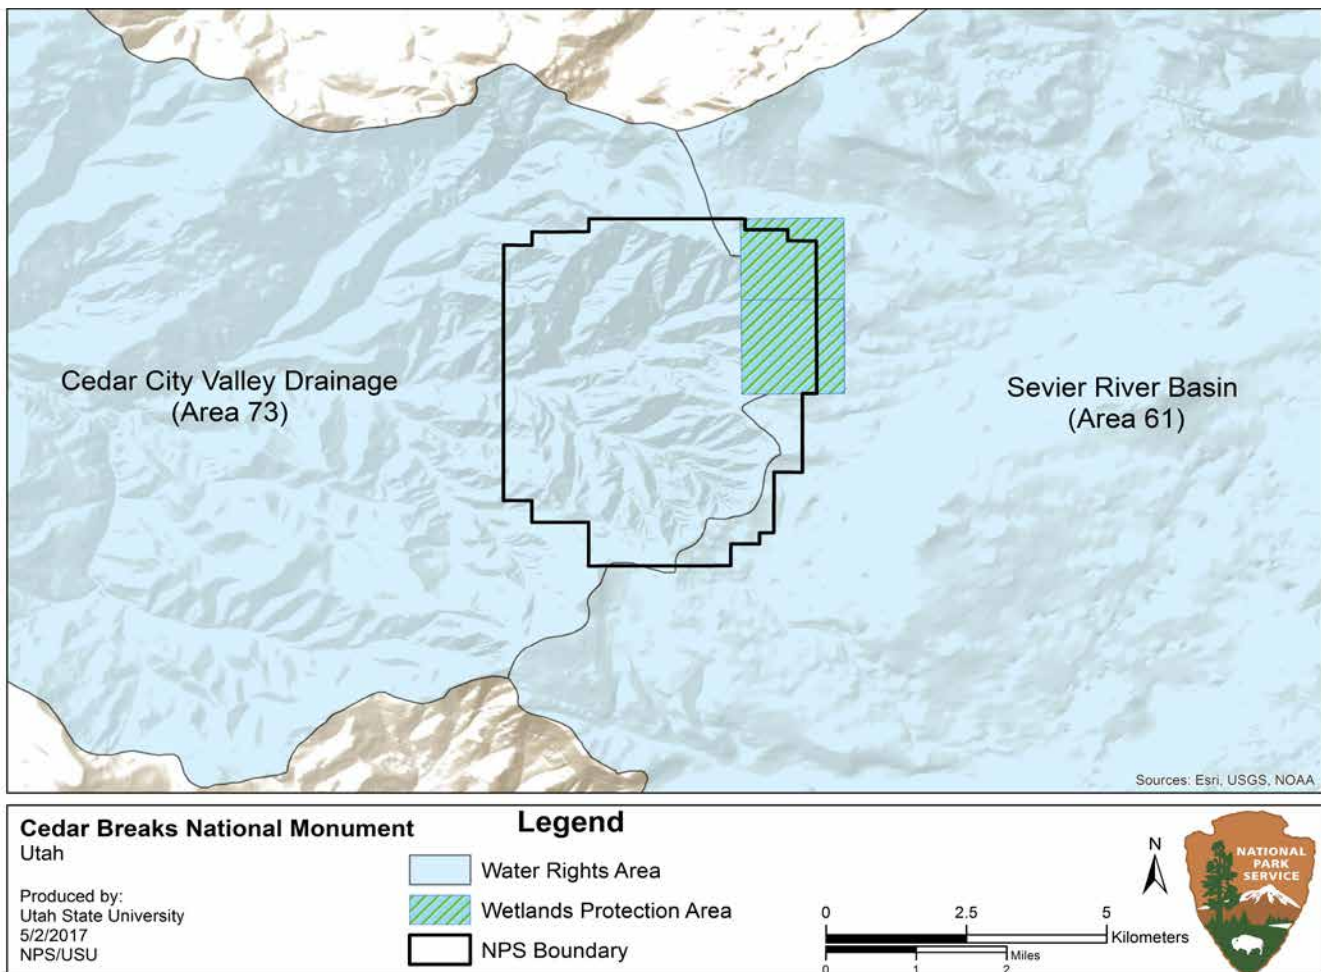 Cedar City Valley Drainage
(Area 73)
Sevier River Basin
(Area 61)
Sources: Esri, USGS, NOAA
Cedar Breaks National Monument
Utah
Produced by:
Utah State University
5/2/2017
NPS/USU
Legend
Water Rights Area
Wetlands Protection Area
NPS Boundary
N
0 2.5 5
Kilometers
Miles
0 1 2
NATIONAL
PARK
SERVICE